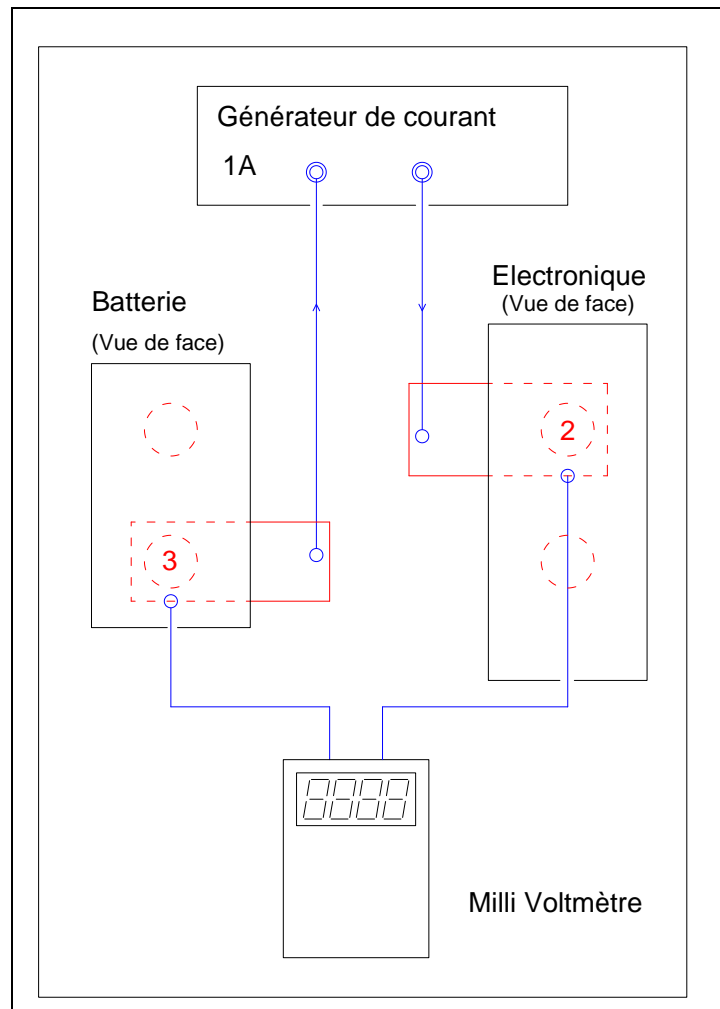 Générateur de courant
1A
Electronique
(Vue de face)
Batterie
(Vue de face)
2
3
Milli Voltmètre